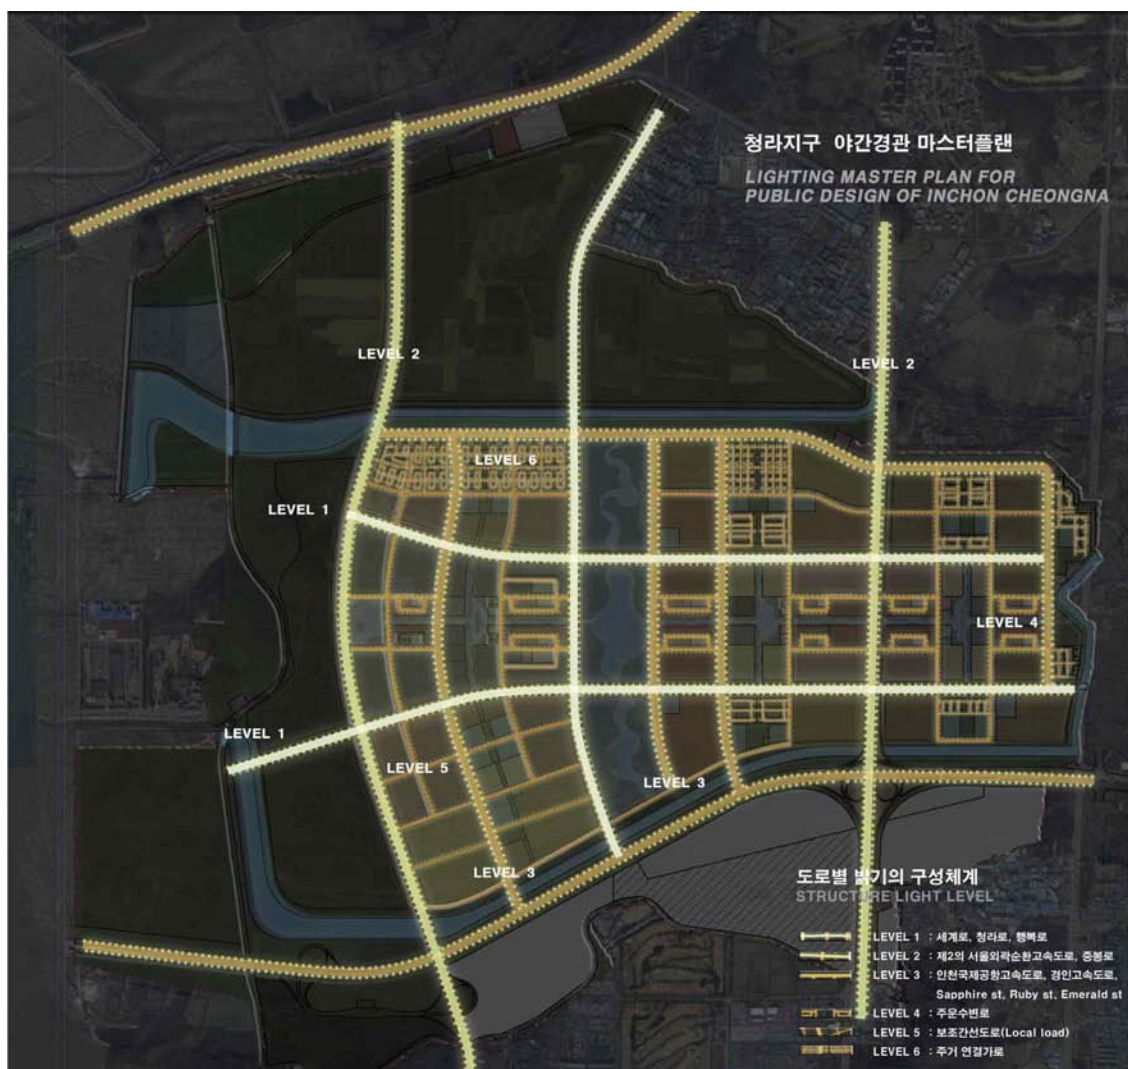 청라지구 야간경관 마스터플랜
LIGHTING MASTER PLAN FOR
PUBLIC DESIGN OF INCHON CHEONGNA
LEVEL 2
LEVEL 2
LEVEL 6
LEVEL 1
LEVEL 4
LEVEL 1
LEVEL 5
LEVEL 3
LEVEL 3
도로별 밝기의 구성체계
STRUCTURE LIGHT LEVEL
LEVEL 1 : 세계로, 청라로, 행복로
LEVEL 2 : 제2의 서울외곽순환고속도로, 중봉로
LEVEL 3 : 인천국제공항고속도로, 경인고속도로,
Sapphire st, Ruby st, Emerald st
LEVEL 4 : 주운수변로
LEVEL 5 : 보조간선도로(Local load)
LEVEL 6 : 주거 연결가로